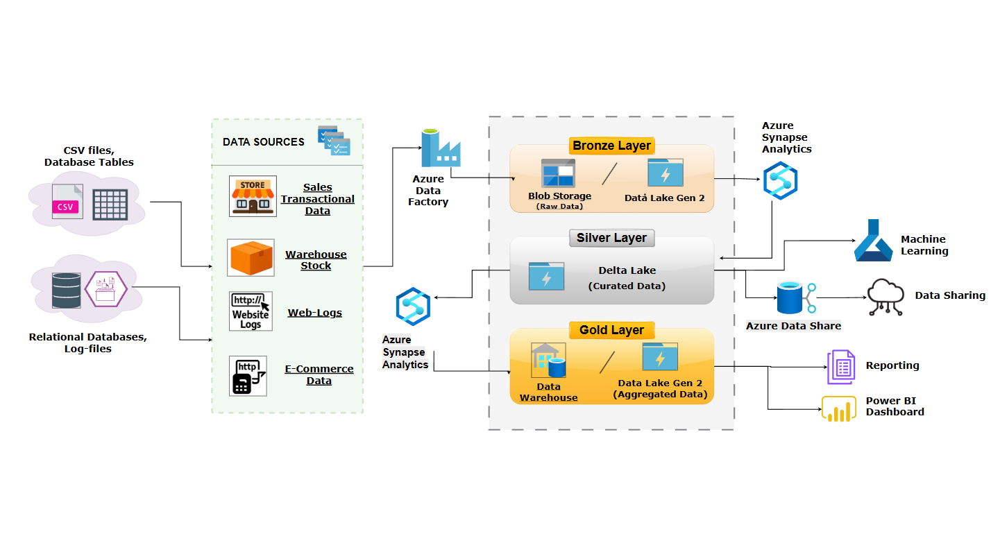 CSV files,
Database Tables
CSV
Relational Databases,
Log-files
DATA SOURCES
STORE
Sales
Transactional
Data
Warehouse
Stock
http://
Website
Logs
Web-Logs
http
E-Commerce
Data
Azure
Data
Factory
Azure
Synapse
Analytics
Bronze Layer
Blob Storage
(Raw Data)
Data Lake Gen 2
Silver Layer
Delta Lake
(Curated Data)
Gold Layer
Data
Warehouse
Data Lake Gen 2
(Aggregated Data)
Azure
Synapse
Analytics
Machine
Learning
Azure Data Share
Data Sharing
Reporting
Power BI
Dashboard